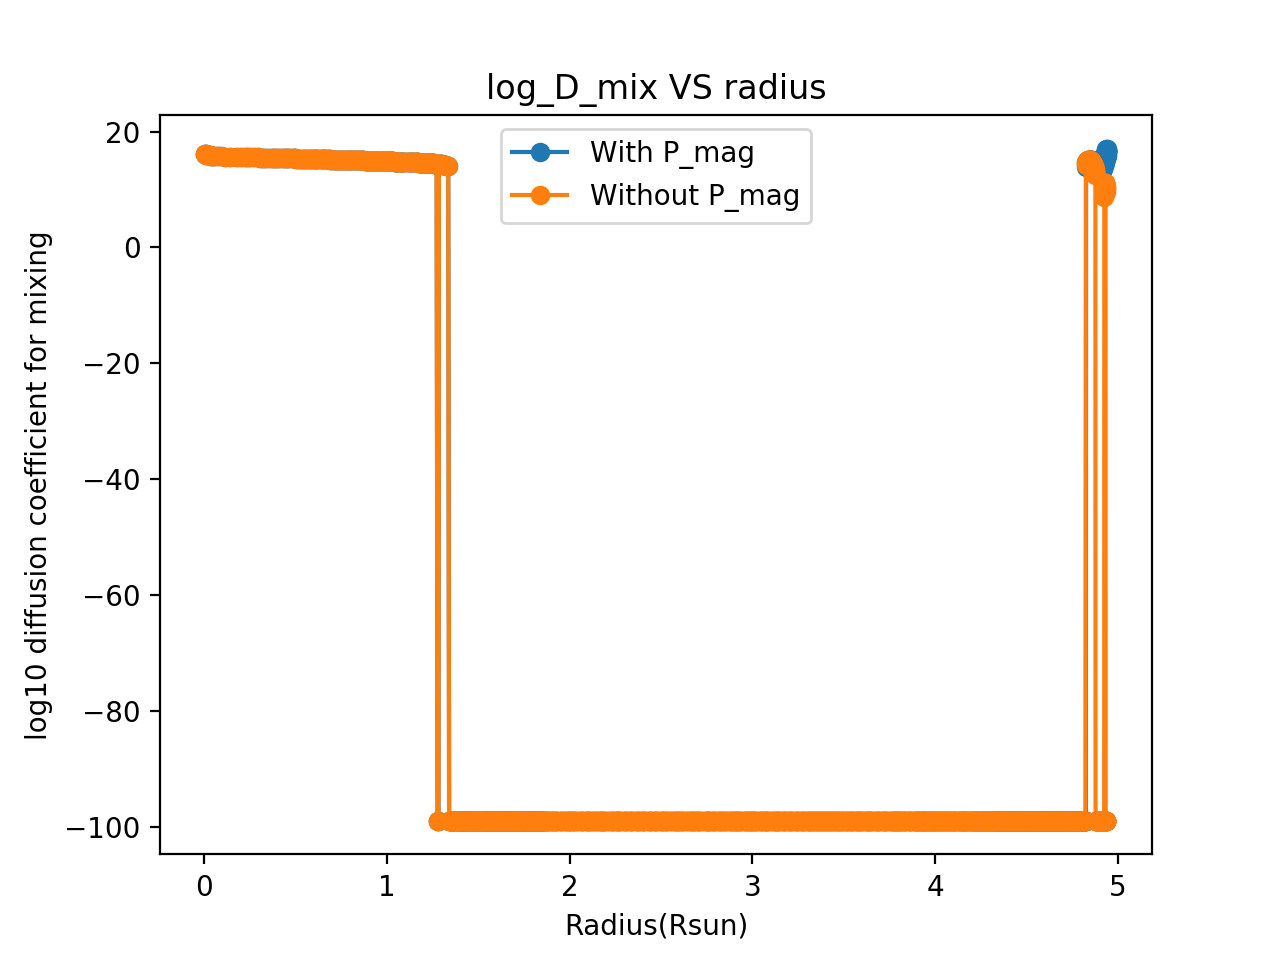 log_D_mix VS radius
With P_mag
Without P_mag
log10 diffusion coefficient for mixing
20
0
−20
−40
−60
−80
−100
0 1 2 3 4 5
Radius(Rsun)